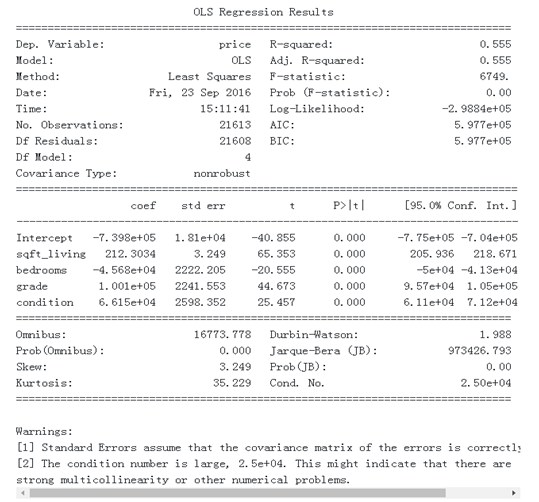 OLS Regression Results
==============================================================================
Dep. Variable: price R-squared: 0.555
Model: OLS Adj. R-squared: 0.555
Method: Least Squares F-statistic: 6749.
Date: Fri, 23 Sep 2016 Prob (F-statistic): 0.00
Time: 15:11:41 Log-Likelihood: -2.9884e+05
No. Observations: 21613 AIC: 5.977e+05
Df Residuals: 21608 BIC: 5.977e+05
Df Model: 4
Covariance Type: nonrobust
==============================================================================
coef std err t P>|t| [95.0% Conf. Int.]
------------------------------------------------------------------------------
Intercept -7.398e+05 1.81e+04 -40.855 0.000 -7.75e+05 -7.04e+05
sqft_living 212.3034 3.249 65.353 0.000 205.936 218.671
bedrooms -4.568e+04 2222.205 -20.555 0.000 -5e+04 -4.13e+04
grade 1.001e+05 2241.553 44.673 0.000 9.57e+04 1.05e+05
condition 6.615e+04 2598.352 25.457 0.000 6.11e+04 7.12e+04
==============================================================================
Omnibus: 16773.778 Durbin-Watson: 1.988
Prob(Omnibus): 0.000 Jarque-Bera (JB): 973426.793
Skew: 3.249 Prob(JB): 0.00
Kurtosis: 35.229 Cond. No. 2.50e+04
==============================================================================
Warnings:
[1] Standard Errors assume that the covariance matrix of the errors is correctly
[2] The condition number is large, 2.5e+04. This might indicate that there are
strong multicollinearity or other numerical problems.